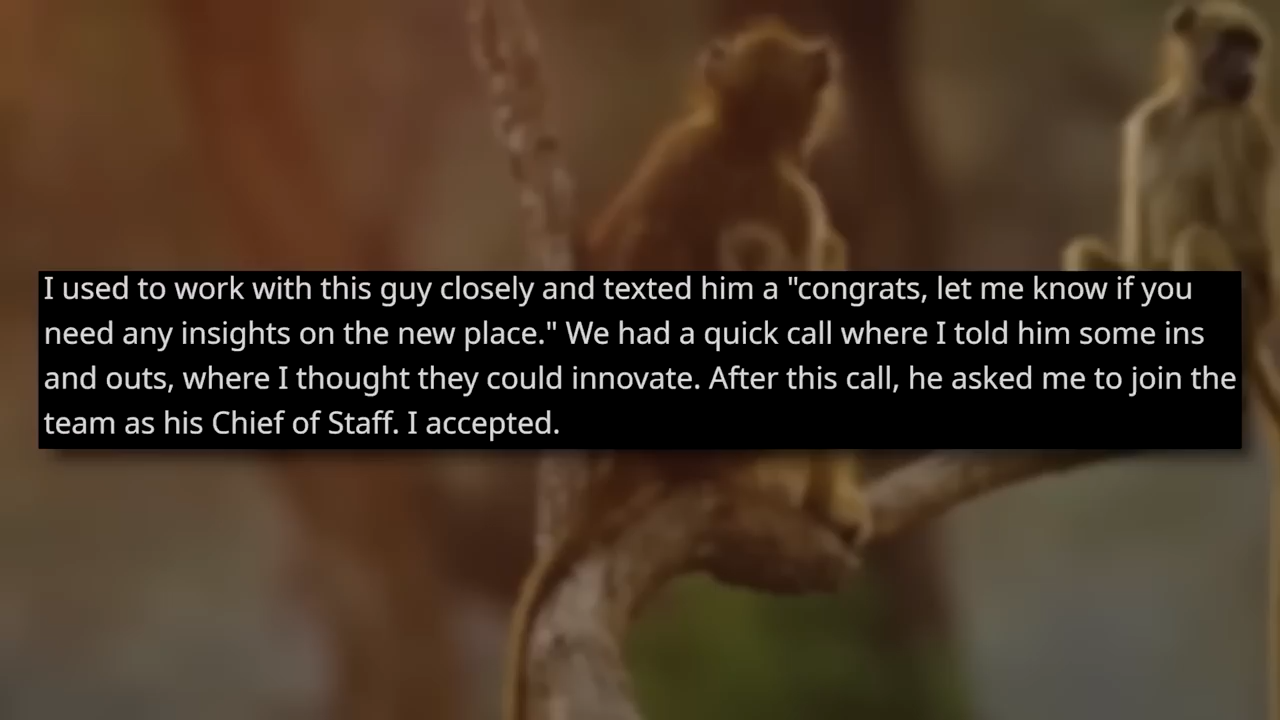 I used to work with this guy closely and texted him a "congrats, let me know if you
need any insights on the new place." We had a quick call where I told him some ins
and outs, where I thought they could innovate. After this call, he asked me to join the
team as his Chief of Staff. I accepted.